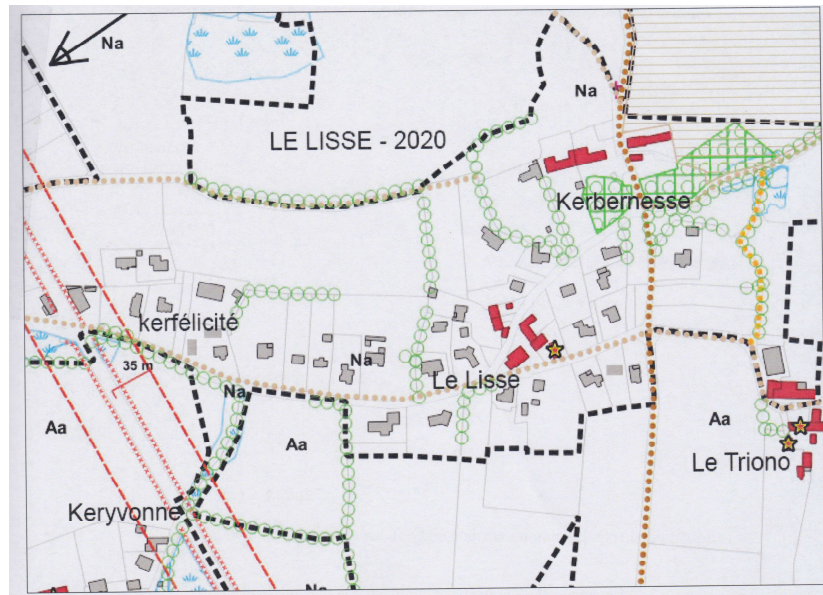 Na
LE LISSE - 2020
Na
Kerbernesse
kerfélicité
35 m
Na
Le Lisse
Na
Aa
Aa
Aa
Le Triono
Keryvonne
Na